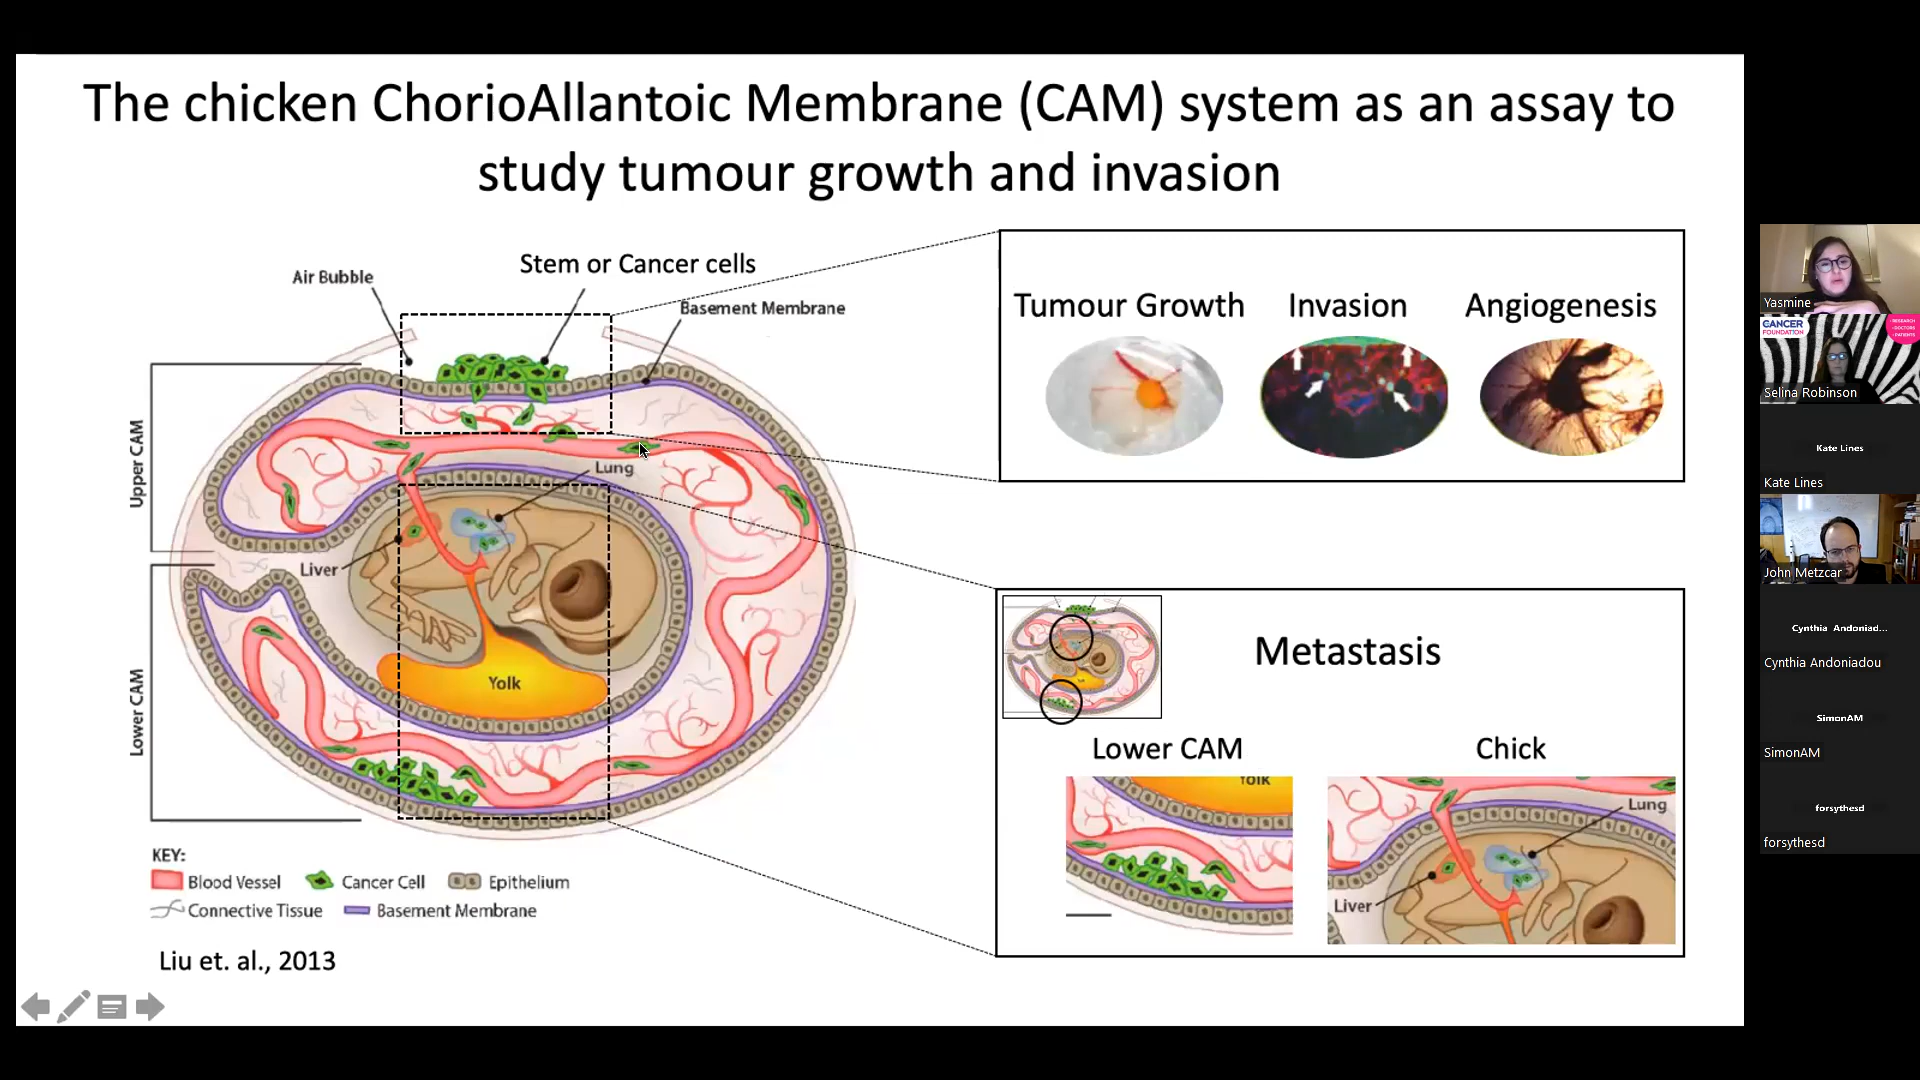 The chicken ChorioAllantoic Membrane (CAM) system as an assay to
study tumour growth and invasion
Air Bubble
Stem or Cancer cells
Basement Membrane
Upper CAM
Lower CAM
Lung
Liver
Yolk
KEY:
Blood Vessel
Cancer Cell
Epithelium
Connective Tissue
Basement Membrane
Liu et. al., 2013
Tumour Growth
Invasion
Angiogenesis
Metastasis
Lower CAM
Chick
Yolk
Lung
Liver
Yasmine
CANCER
FOUNDATION
RESEARCH
DOCTORS
PATIENTS
Selina Robinson
Kate Lines
Kate Lines
John Metzcar
Cynthia Andoniad...
Cynthia Andoniadou
SimonAM
SimonAM
forsythesd
forsythesd